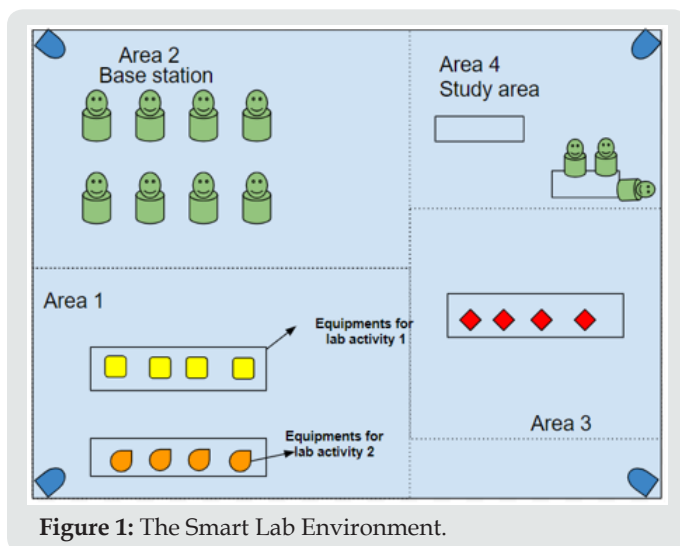 Area 2
Base station
Area 4
Study area
Area 1
Equipments for
lab activity 1
Equipments for
lab activity 2
Area 3
Figure 1: The Smart Lab Environment.